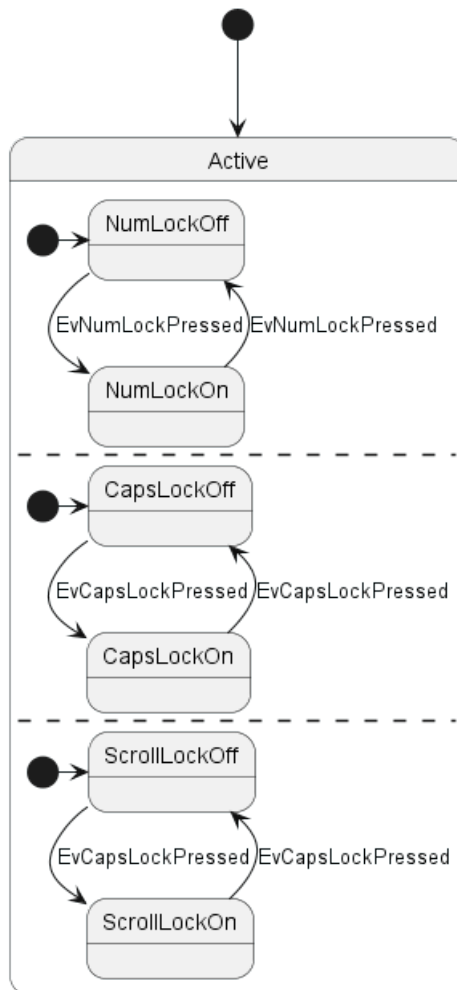 Active
NumLockOff
EvNumLockPressed EvNumLockPressed
NumLockOn
CapsLockOff
EvCapsLockPressed EvCapsLockPressed
CapsLockOn
ScrollLockOff
EvCapsLockPressed EvCapsLockPressed
ScrollLockOn